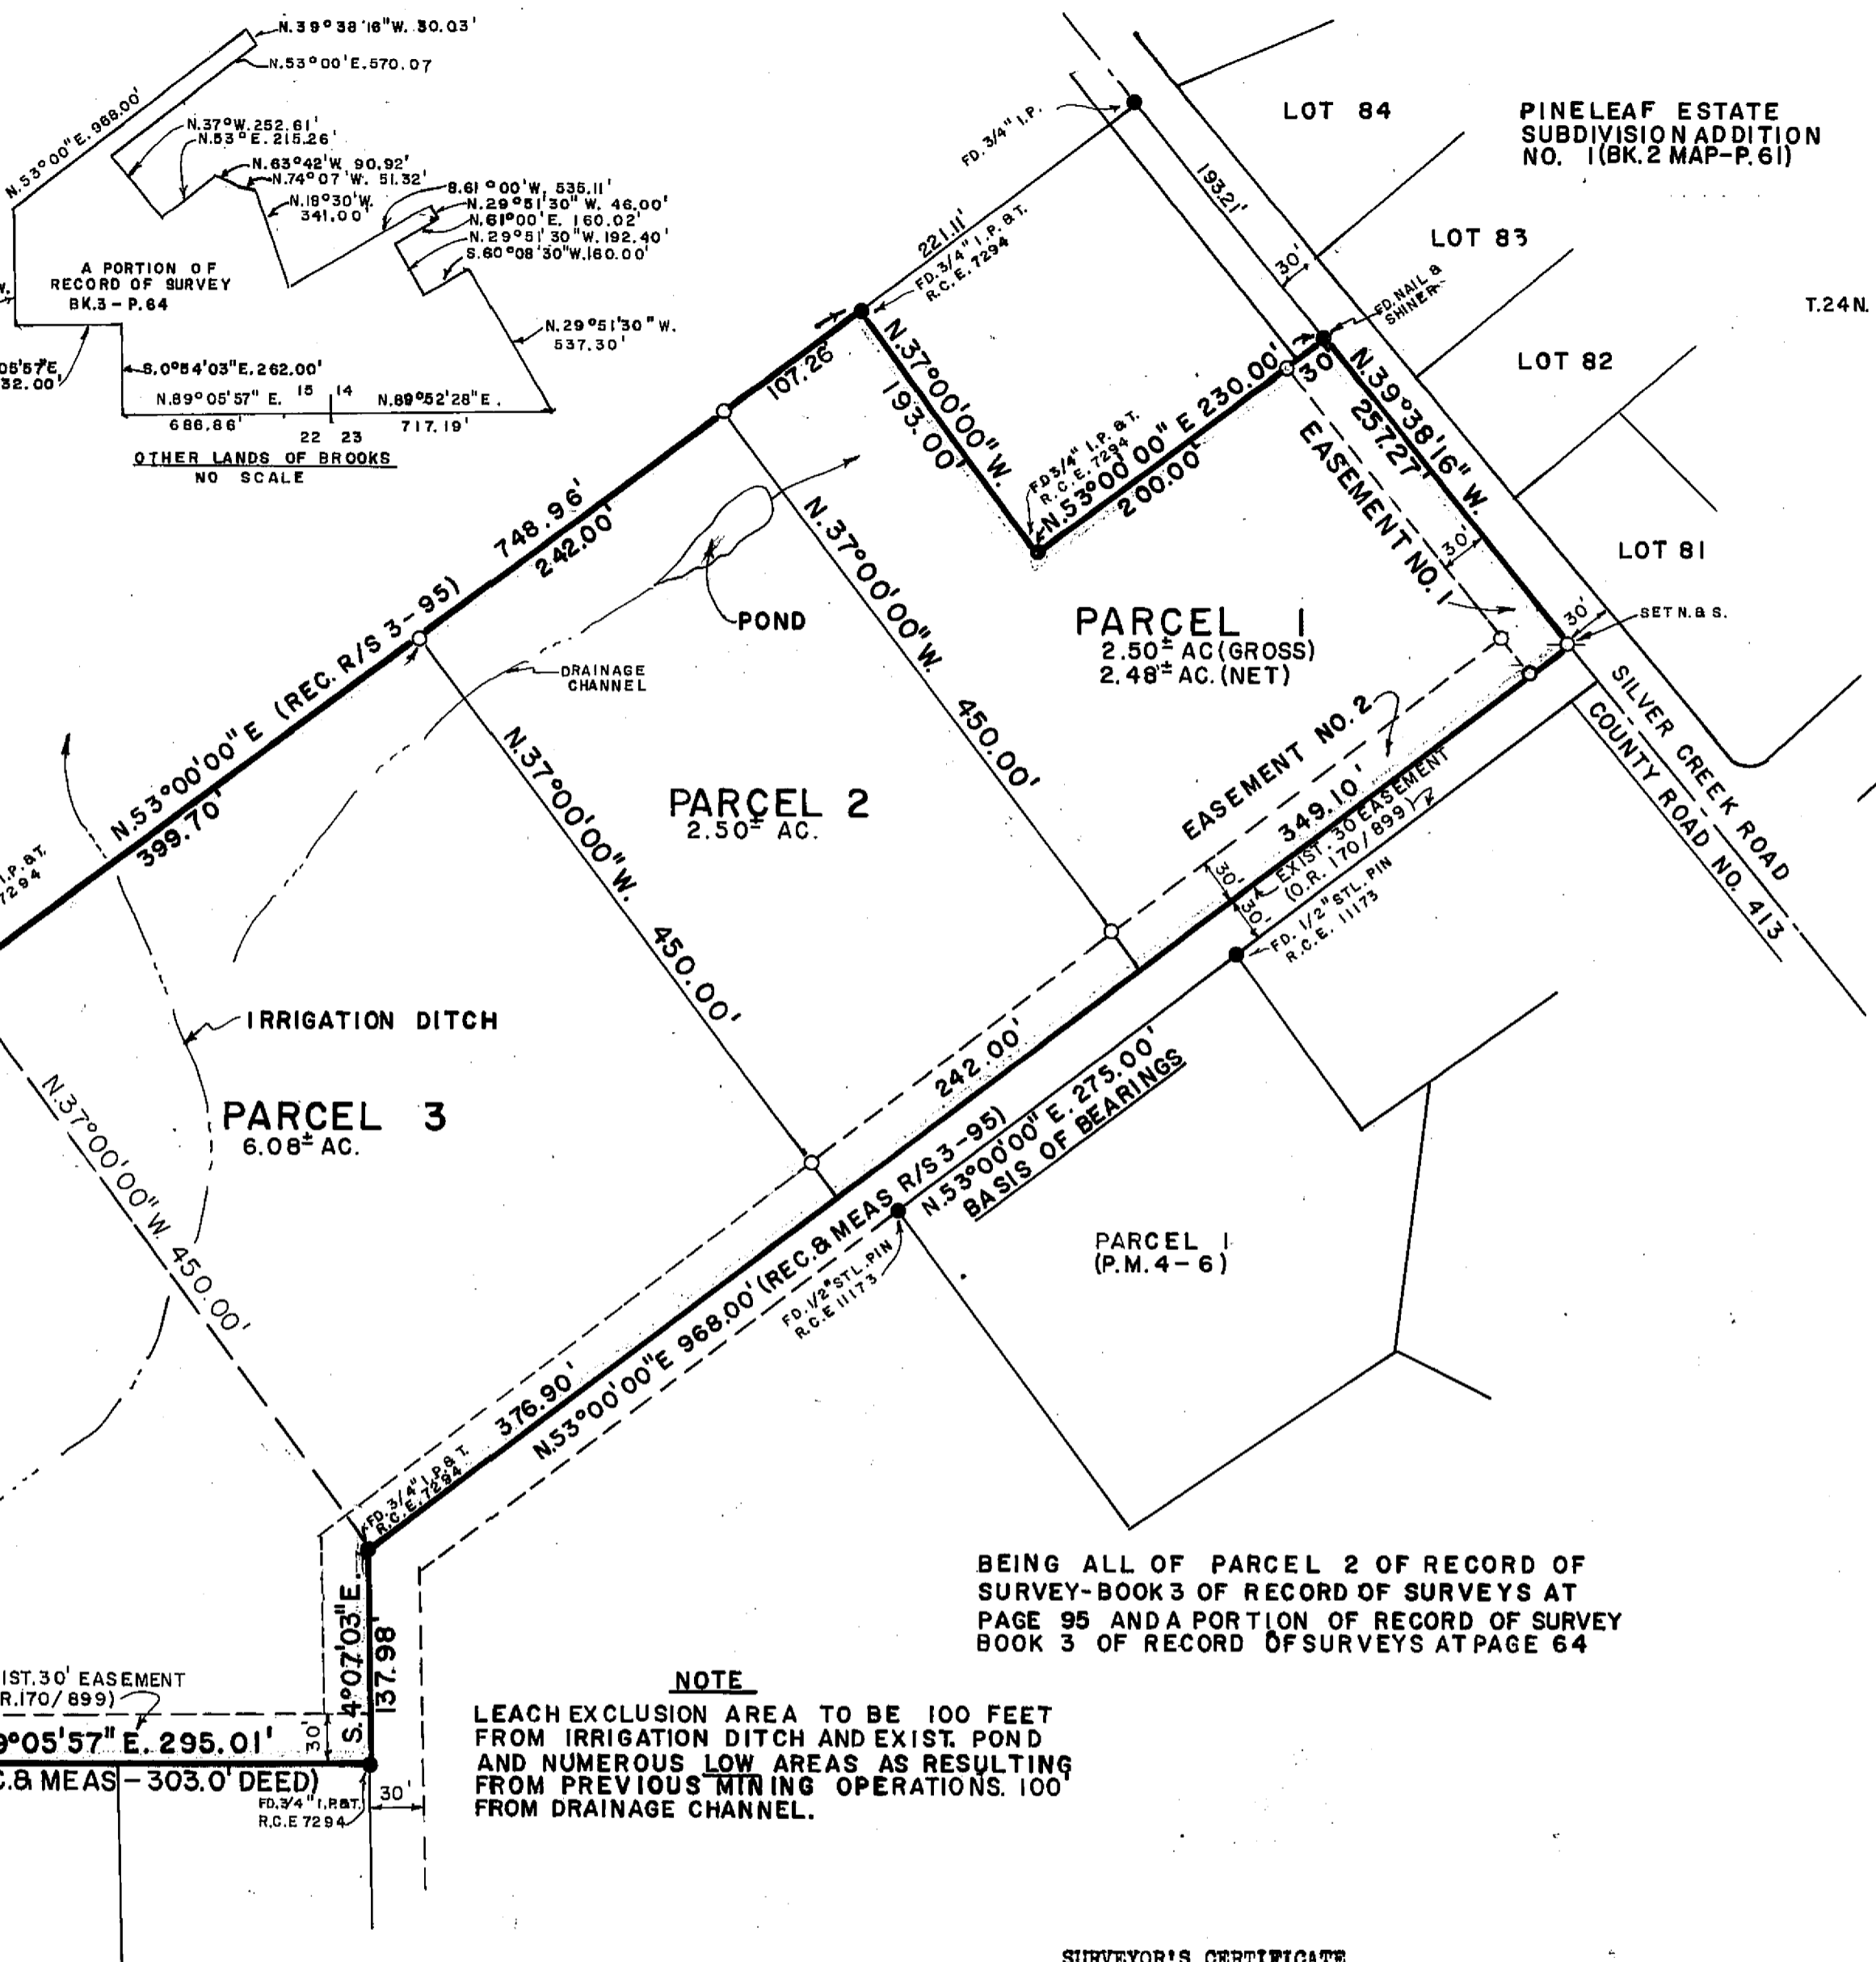 N.39°38'16"W. 30.03'
N.53°00'E.570.07
N.53°00"E. 968.00'
N.37°W.252.61'
N.53°E. 215.26'
N.63°42'W 90.92'
N.74°07'W. 51.32'
N.18°30'W.
341.00'
S.61°00'W. 535.11'
N.29°51'30"W. 46.00'
N.61°00'E. 160.02'
N.29°51'30"W. 192.40'
S.60°08'30"W.160.00'
A PORTION OF
RECORD OF SURVEY
BK.3-P.64
W.
N.29°51'30"W.
537.30'
05'57"E
32.00'
S.0°54'03"E.262.00'
N.89°05'57"E. 15 14 N.89°52'28"E.
686.86' 717.19'
22 23
OTHER LANDS OF BROOKS
NO SCALE
LOT 84
PINELEAF ESTATE
SUBDIVISION ADDITION
NO. 1(BK.2 MAP-P.61)
FD. 3/4" I.P.
193.21'
221.11'
FD. 3/4" I.P. & T.
R.C.E. 7294
30'
LOT 83
FD. NAIL &
SHINER
T.24N.
LOT 82
107.26'
N.37°00'00"W.
193.00'
N.53°00'00" E 230.00'
200.00'
30'
FD 3/4" I.P. & T.
R.C.E. 7294
N.39°38'16"W.
257.27'
EASEMENT NO. 1
30'
LOT 81
30'
SET N.& S.
748.96'
242.00'
POND
N.37°00'00"W. 450.00'
PARCEL 1
2.50± AC(GROSS)
2.48± AC.(NET)
DRAINAGE
CHANNEL
N.53°00'00"E (REC. R/S 3-95)
399.70'
N.37°00'00"W. 450.00'
PARCEL 2
2.50± AC.
EASEMENT NO. 2
349.10'
EXIST. 30 EASEMENT
(O.R. 170/899)
SILVER CREEK ROAD
COUNTY ROAD NO. 413
I.P.&T.
7294
30'
30'
FD. 1/2" STL. PIN
R.C.E. 11173
IRRIGATION DITCH
242.00'
N.53°00'00"E. 275.00'
BASIS OF BEARINGS
N.37°00'00"W. 450.00'
PARCEL 3
6.08± AC.
FD. 1/2" STL. PIN
R.C.E 11173
PARCEL 1
(P.M.4-6)
376.90'
N.53°00'00"E 968.00'(REC.& MEAS R/S 3-95)
FD. 3/4" I.P.& T.
R.C.E. 7294
BEING ALL OF PARCEL 2 OF RECORD OF
SURVEY-BOOK 3 OF RECORD OF SURVEYS AT
PAGE 95 AND A PORTION OF RECORD OF SURVEY
BOOK 3 OF RECORD OF SURVEYS AT PAGE 64
S.4°07'03"E.
137.98'
IST.30' EASEMENT
R.170/899)
9°05'57"E. 295.01'
30'
C.& MEAS-303.0' DEED)
FD.3/4" I.P.&T.
R.C.E 7294
30'
NOTE
LEACH EXCLUSION AREA TO BE 100 FEET
FROM IRRIGATION DITCH AND EXIST. POND
AND NUMEROUS LOW AREAS AS RESULTING
FROM PREVIOUS MINING OPERATIONS. 100'
FROM DRAINAGE CHANNEL.
SURVEYOR'S CERTIFICATE